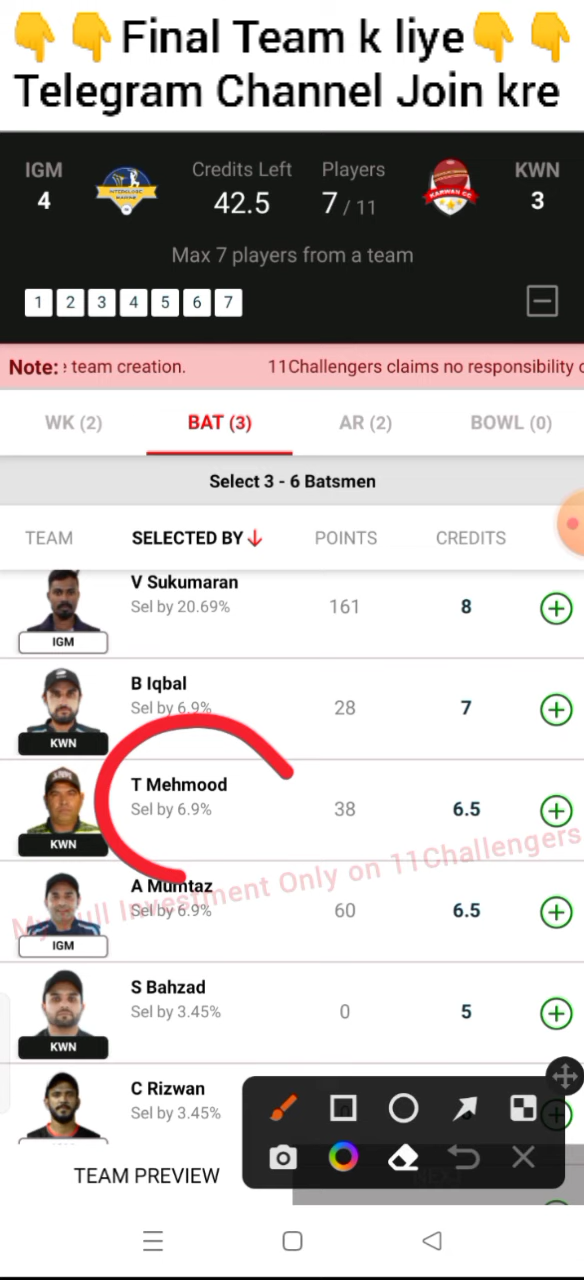 👇👇Final Team k liye👇👇
Telegram Channel Join kre
IGM Credits Left Players KWN
4 42.5 7 / 11 3
Max 7 players from a team
1 2 3 4 5 6 7
Note: team creation. 11Challengers claims no responsibility
WK (2) BAT (3) AR (2) BOWL (0)
Select 3 - 6 Batsmen
TEAM SELECTED BY POINTS CREDITS
V Sukumaran
Sel by 20.69% 161 8
IGM
B Iqbal
Sel by 6.9% 28 7
KWN
T Mehmood
Sel by 6.9% 38 6.5
KWN
My Full Investment Only on 11Challengers
A Mumtaz
Sel by 6.9% 60 6.5
IGM
S Bahzad
Sel by 3.45% 0 5
KWN
C Rizwan
Sel by 3.45%
TEAM PREVIEW